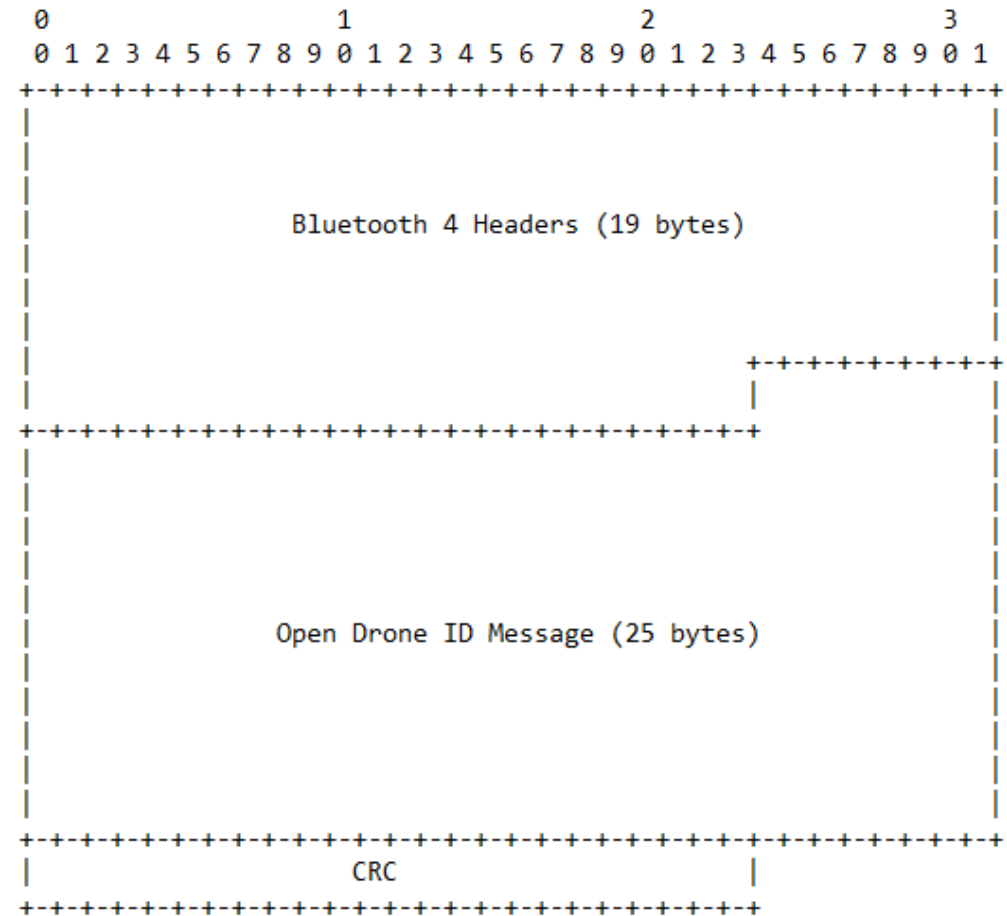 0                   1                   2                   3
0 1 2 3 4 5 6 7 8 9 0 1 2 3 4 5 6 7 8 9 0 1 2 3 4 5 6 7 8 9 0 1
Bluetooth 4 Headers (19 bytes)
Open Drone ID Message (25 bytes)
CRC